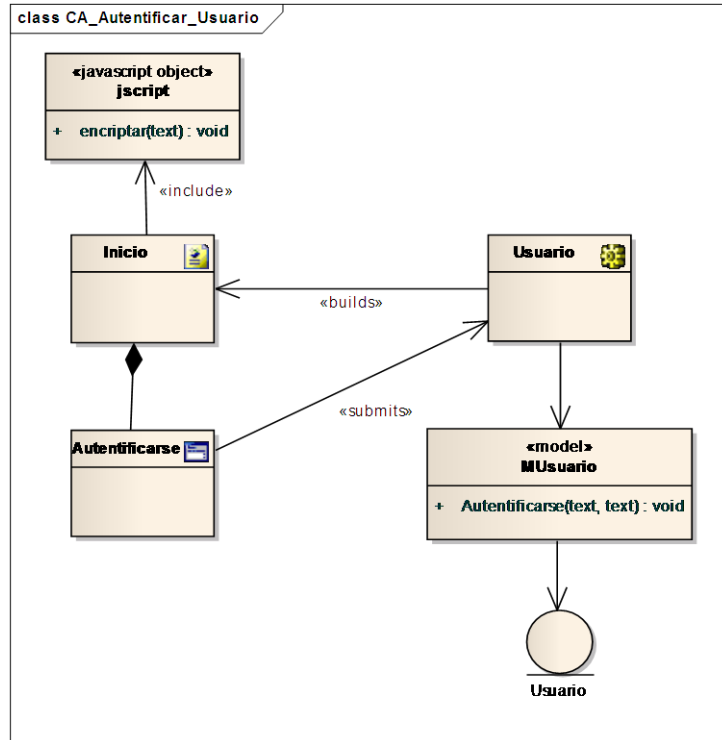 class CA_Autentificar_Usuario
«javascript object»
jscript
+ encriptar(text) : void
«include»
Inicio
Usuario
«builds»
«submits»
Autentificarse
«model»
MUsuario
+ Autentificarse(text, text) : void
Usuario